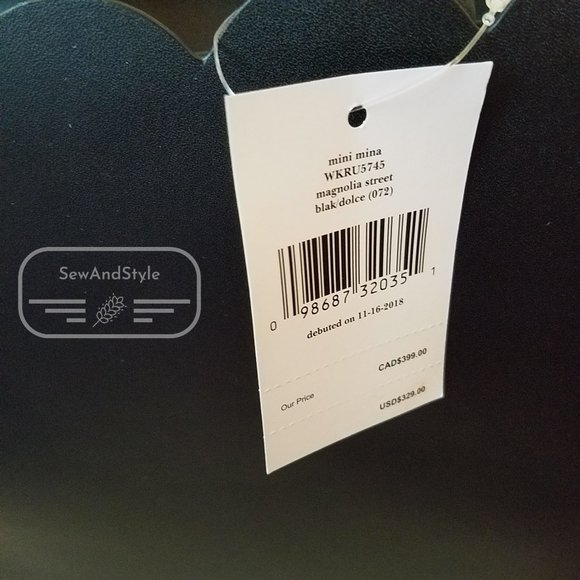 mini mina
WKRU5745
magnolia street
blak/dolce (072)
0 98687 32035 1
debuted on 11-16-2018
CAD$399.00
Our Price
USD$329.00
SewAndStyle